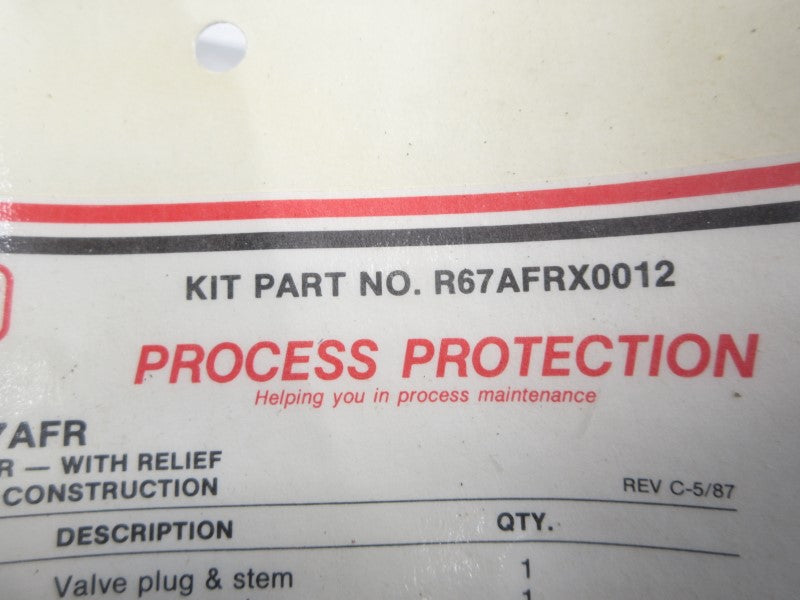 KIT PART NO. R67AFRX0012
PROCESS PROTECTION
Helping you in process maintenance
7AFR
R — WITH RELIEF
CONSTRUCTION
REV C-5/87
DESCRIPTION QTY.
Valve plug & stem 1
1